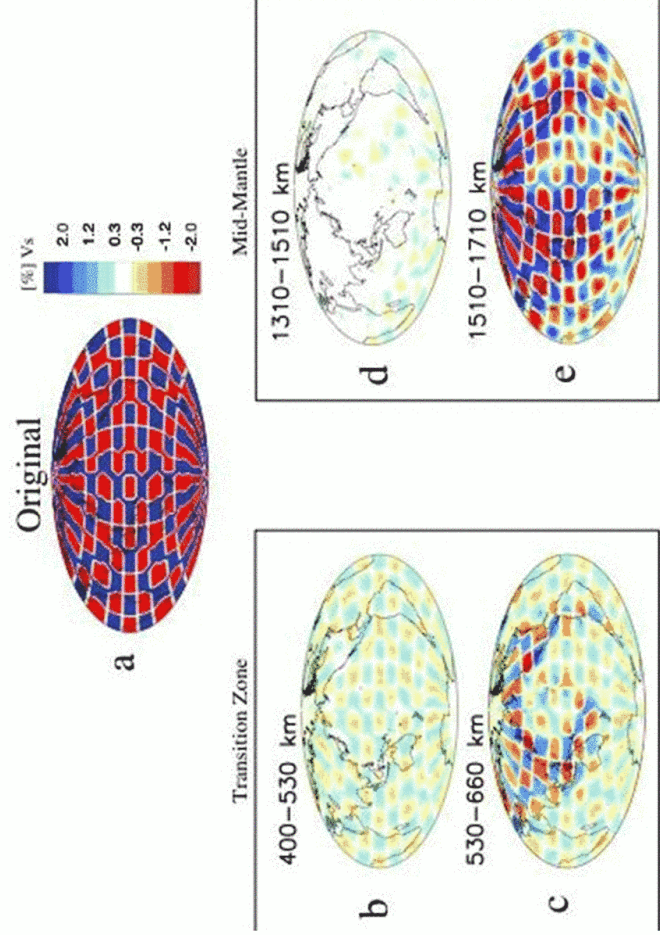 Original
a
[%] Vs
2.0
1.2
0.3
-0.3
-1.2
-2.0
Transition Zone
400-530 km
b
530-660 km
c
Mid-Mantle
1310-1510 km
d
1510-1710 km
e